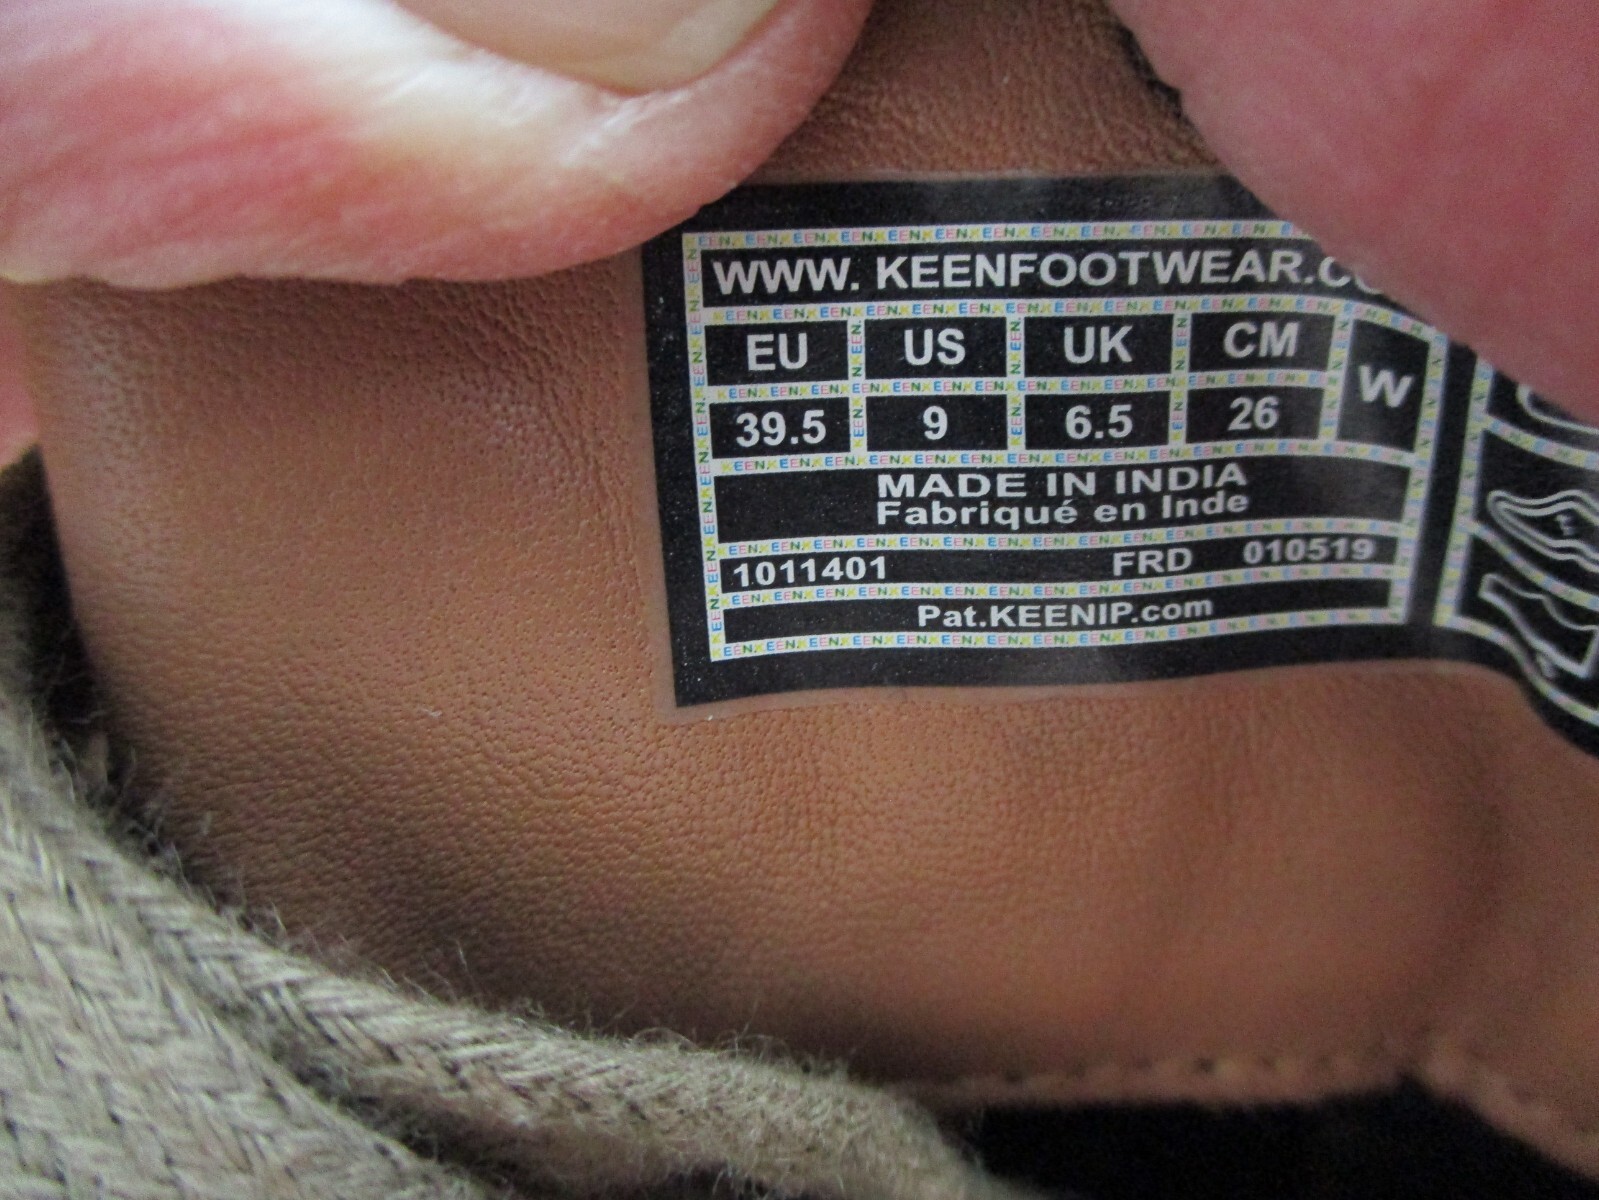 WWW. KEENFOOTWEAR.C
EU US UK CM W
39.5 9 6.5 26
MADE IN INDIA
Fabriqué en Inde
1011401 FRD 010519
Pat.KEENIP.com